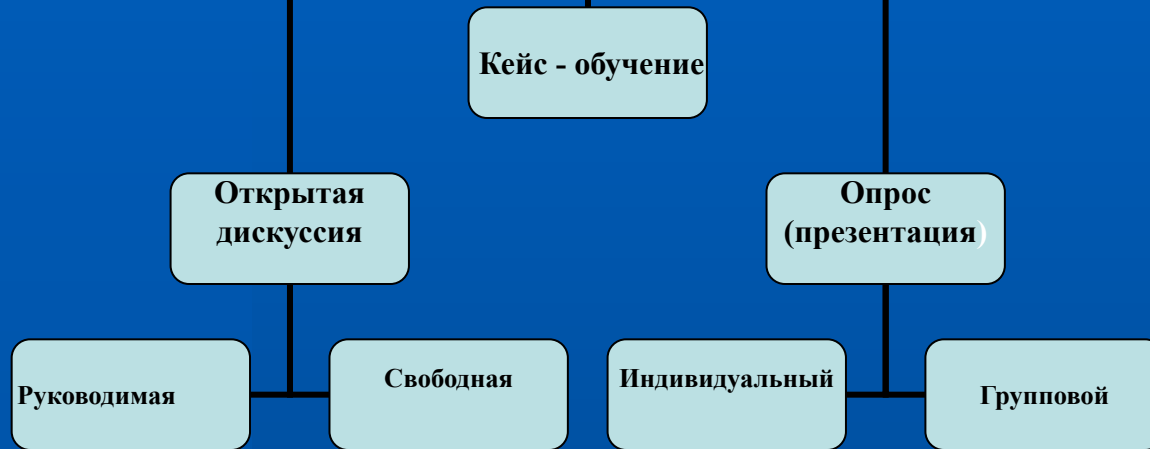 Кейс - обучение
Открытая
дискуссия
Опрос
(презентация)
Руководимая
Свободная
Индивидуальный
Групповой